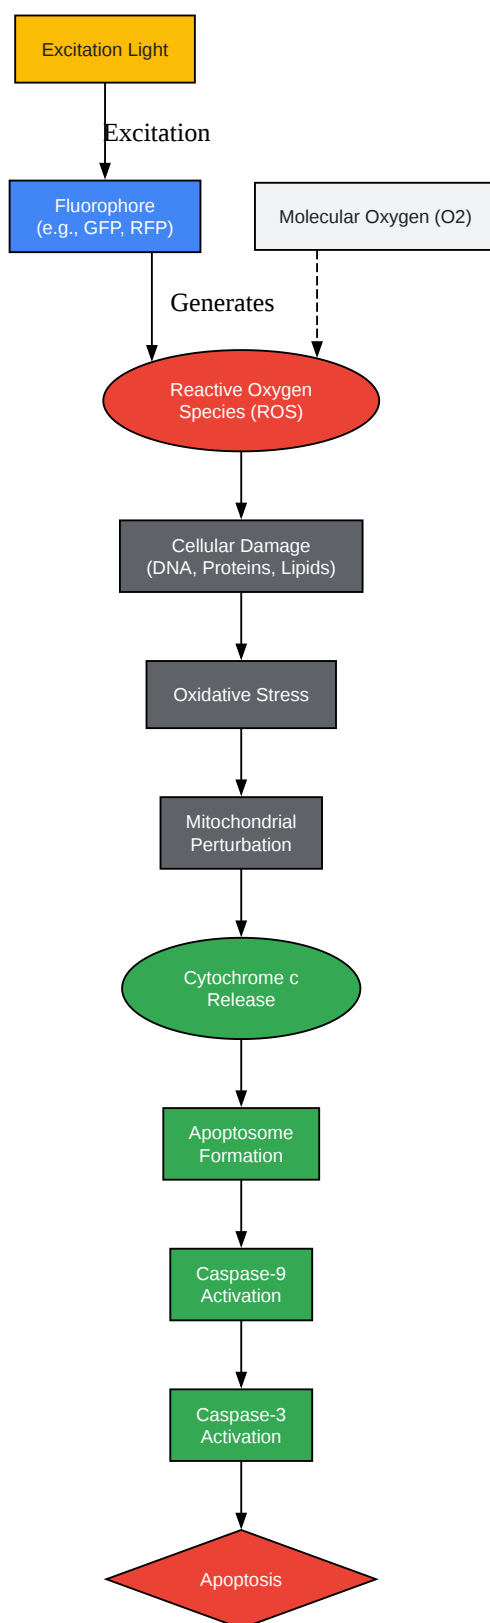 Excitation Light
Excitation
Fluorophore
(e.g., GFP, RFP)
Molecular Oxygen (O2)
Generates
Reactive Oxygen
Species (ROS)
Cellular Damage
(DNA, Proteins, Lipids)
Oxidative Stress
Mitochondrial
Perturbation
Cytochrome c
Release
Apoptosome
Formation
Caspase-9
Activation
Caspase-3
Activation
Apoptosis